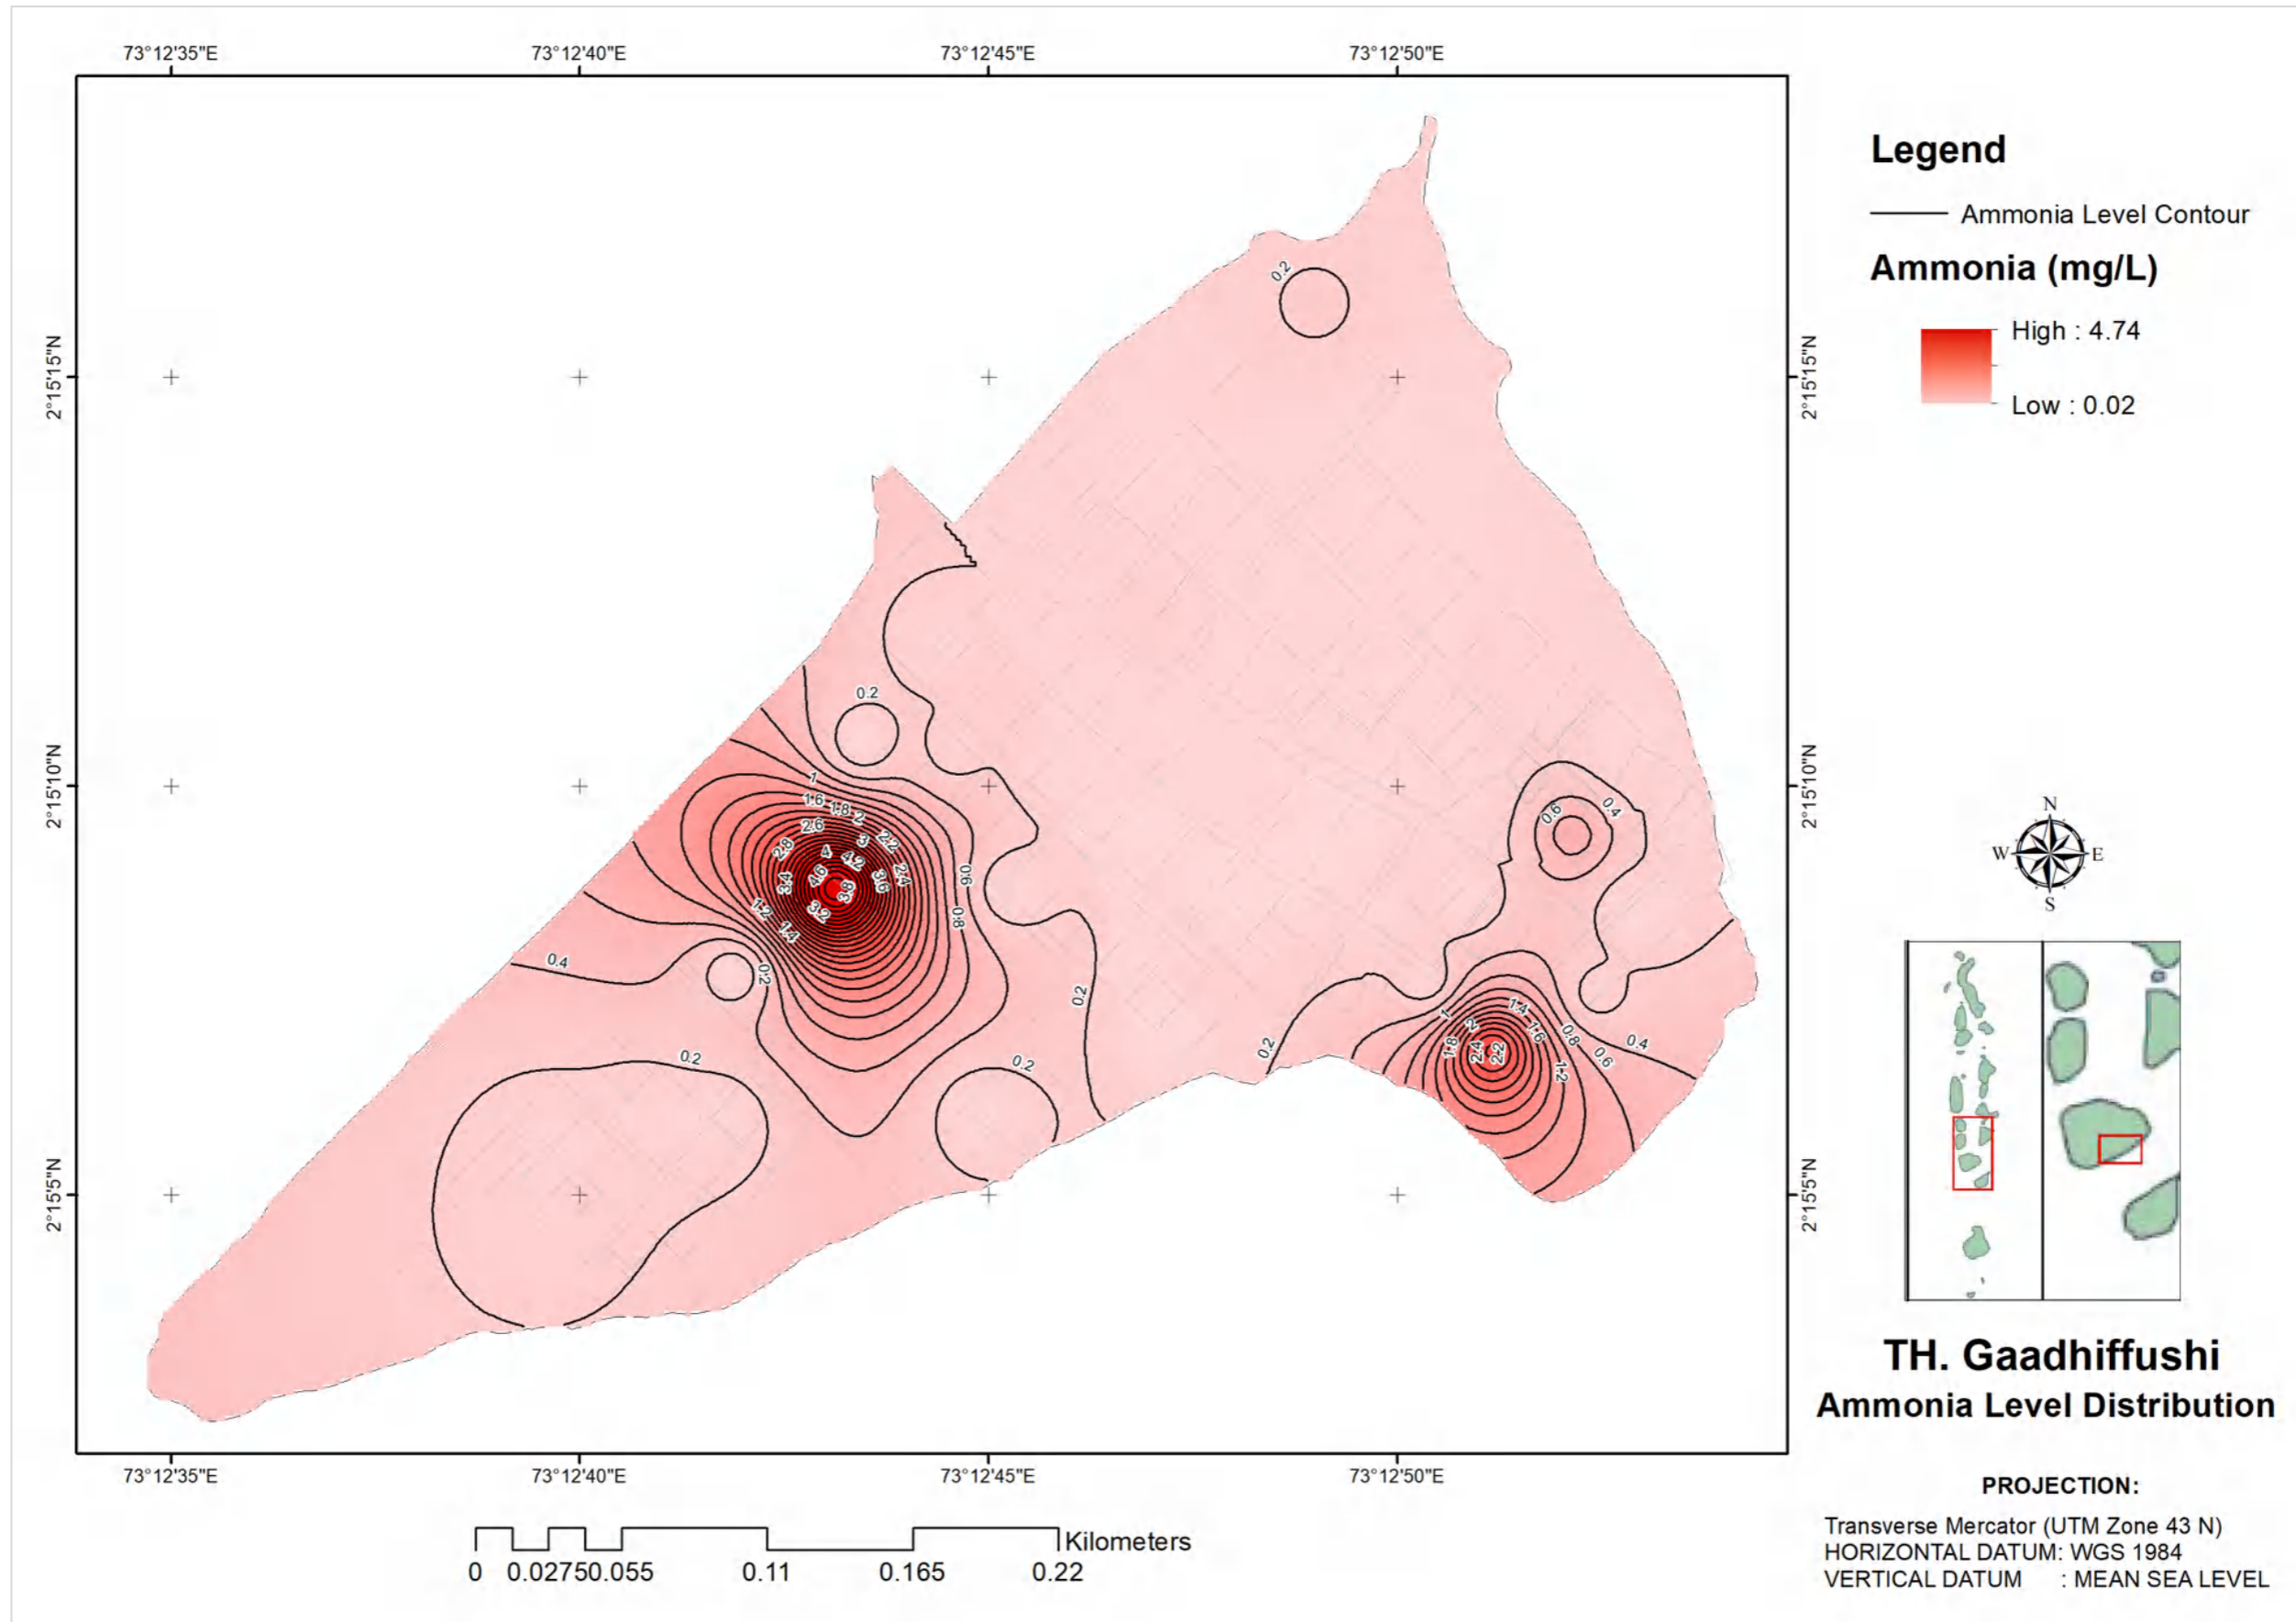 73°12'35"E
73°12'40"E
73°12'45"E
73°12'50"E
2°15'15"N
2°15'10"N
2°15'5"N
2°15'15"N
2°15'10"N
2°15'5"N
0.2
0.2
1
1.6
1.8
2
2.6
3
2.2
2.8
4
4.2
2.4
3.4
4.6
3.8
3.6
0.6
1.2
3.2
0.8
1.4
0.4
0.2
0.2
0.2
0.2
0.6
0.4
0.2
1
2
1.4
1.6
0.8
0.6
0.4
1.8
2.4
2.2
1.2
73°12'35"E
73°12'40"E
73°12'45"E
73°12'50"E
Kilometers
0 0.02750.055 0.11 0.165 0.22
Legend
Ammonia Level Contour
Ammonia (mg/L)
High : 4.74
Low : 0.02
N
W E
S
TH. Gaadhiffushi
Ammonia Level Distribution
PROJECTION:
Transverse Mercator (UTM Zone 43 N)
HORIZONTAL DATUM: WGS 1984
VERTICAL DATUM : MEAN SEA LEVEL